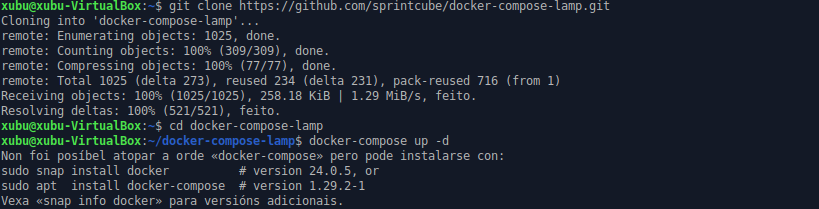 xubu@xubu-VirtualBox:~$ git clone https://github.com/sprintcube/docker-compose-lamp.git
Cloning into 'docker-compose-lamp'...
remote: Enumerating objects: 1025, done.
remote: Counting objects: 100% (309/309), done.
remote: Compressing objects: 100% (77/77), done.
remote: Total 1025 (delta 273), reused 234 (delta 231), pack-reused 716 (from 1)
Receiving objects: 100% (1025/1025), 258.18 KiB | 1.29 MiB/s, feito.
Resolving deltas: 100% (521/521), feito.
xubu@xubu-VirtualBox:~$ cd docker-compose-lamp
xubu@xubu-VirtualBox:~/docker-compose-lamp$ docker-compose up -d
Non foi posíbel atopar a orde «docker-compose» pero pode instalarse con:
sudo snap install docker          # version 24.0.5, or
sudo apt  install docker-compose  # version 1.29.2-1
Vexa «snap info docker» para versións adicionais.